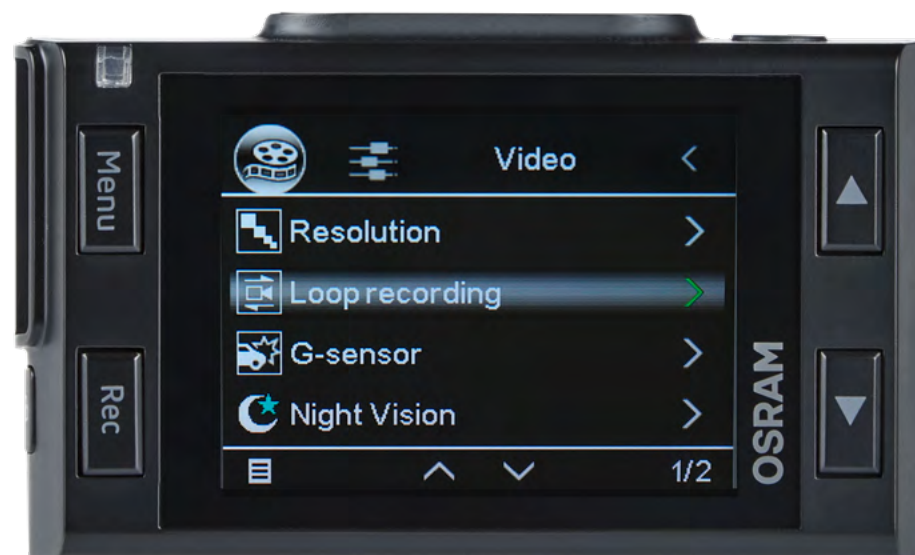 Menu
Rec
Video
Resolution
Loop recording
G-sensor
Night Vision
1/2
OSRAM